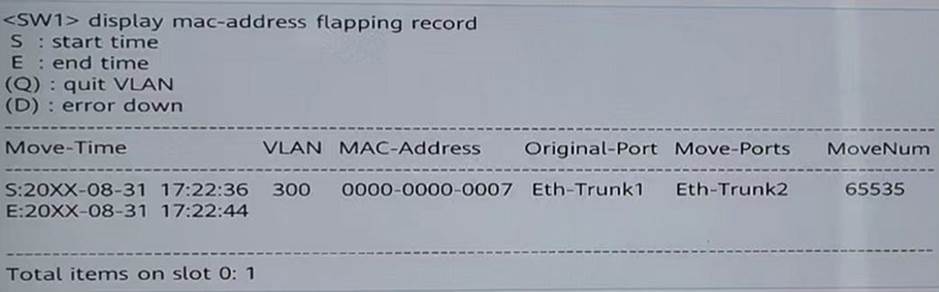 <SW1> display mac-address flapping record
S : start time
E : end time
(Q) : quit VLAN
(D) : error down
Move-Time VLAN MAC-Address Original-Port Move-Ports MoveNum
S:20XX-08-31 17:22:36 300 0000-0000-0007 Eth-Trunk1 Eth-Trunk2 65535
E:20XX-08-31 17:22:44
Total items on slot 0: 1